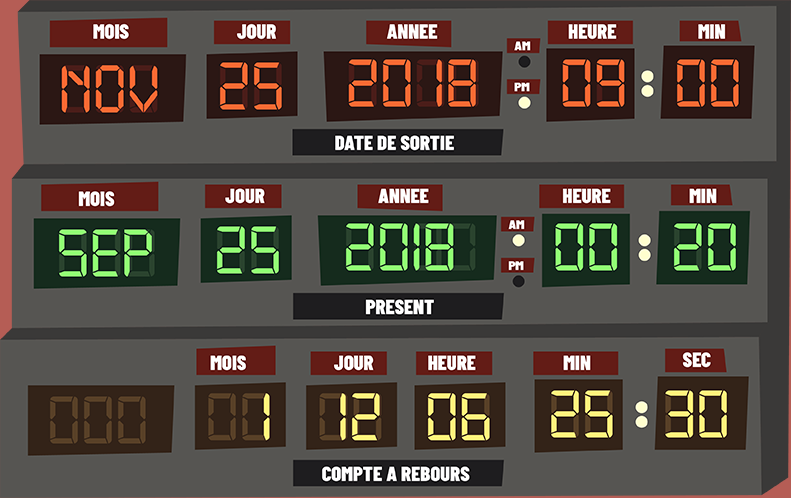 MOIS JOUR ANNEE AM HEURE MIN
NOV 25 2018 PM 09 : 00
DATE DE SORTIE
MOIS JOUR ANNEE AM HEURE MIN
SEP 25 2018 PM 00 : 20
PRESENT
MOIS JOUR HEURE MIN SEC
1 12 06 25 : 30
COMPTE A REBOURS